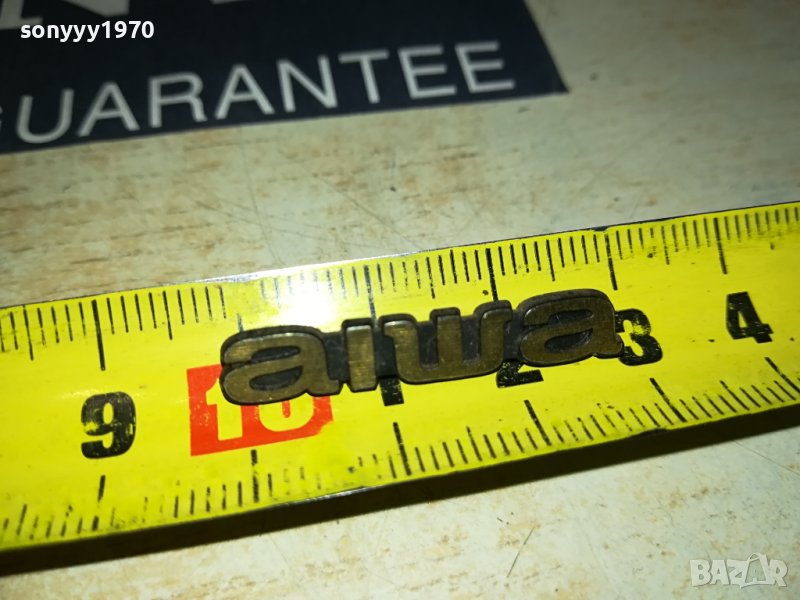 sonyyy1970
GUARANTEE
aiwa
9 10 1 2 3 4
BAZAR